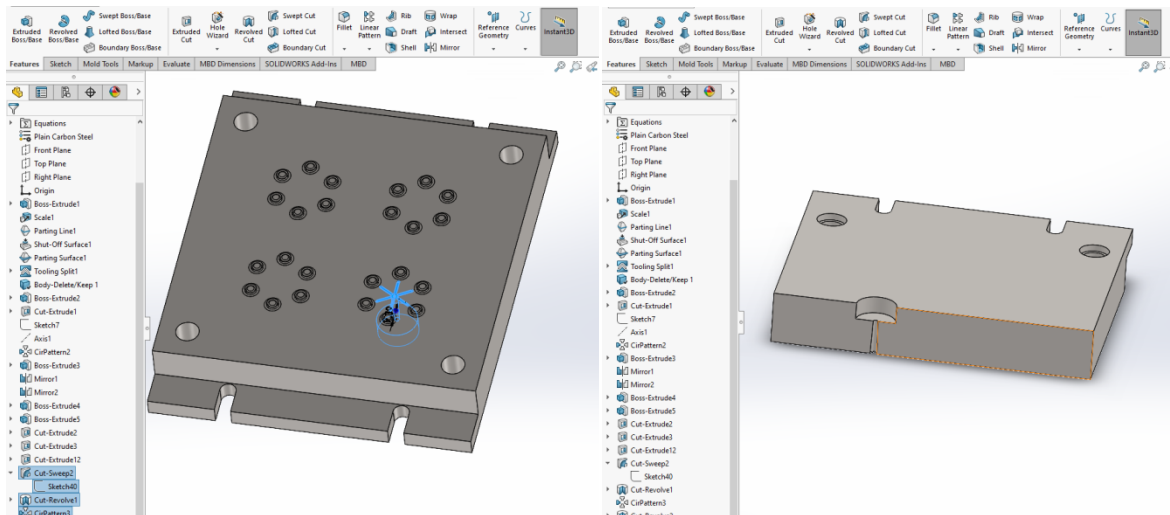 Extruded Boss/Base
Revolved Boss/Base
Swept Boss/Base
Lofted Boss/Base
Boundary Boss/Base
Extruded Cut
Hole Wizard
Revolved Cut
Swept Cut
Lofted Cut
Boundary Cut
Fillet
Linear Pattern
Rib
Draft
Shell
Wrap
Intersect
Mirror
Reference Geometry
Curves
Instant3D
Features Sketch Mold Tools Markup Evaluate MBD Dimensions SOLIDWORKS Add-Ins MBD
Equations
Plain Carbon Steel
Front Plane
Top Plane
Right Plane
Origin
Boss-Extrude1
Scale1
Parting Line1
Shut-Off Surface1
Parting Surface1
Tooling Split1
Body-Delete/Keep 1
Boss-Extrude2
Cut-Extrude1
Sketch7
Axis1
CirPattern2
Boss-Extrude3
Mirror1
Mirror2
Boss-Extrude4
Boss-Extrude5
Cut-Extrude2
Cut-Extrude3
Cut-Extrude12
Cut-Sweep2
Sketch40
Cut-Revolve1
CirPattern3
Extruded Boss/Base
Revolved Boss/Base
Swept Boss/Base
Lofted Boss/Base
Boundary Boss/Base
Extruded Cut
Hole Wizard
Revolved Cut
Swept Cut
Lofted Cut
Boundary Cut
Fillet
Linear Pattern
Rib
Draft
Shell
Wrap
Intersect
Mirror
Reference Geometry
Curves
Instant3D
Features Sketch Mold Tools Markup Evaluate MBD Dimensions SOLIDWORKS Add-Ins MBD
Equations
Plain Carbon Steel
Front Plane
Top Plane
Right Plane
Origin
Boss-Extrude1
Scale1
Parting Line1
Shut-Off Surface1
Parting Surface1
Tooling Split1
Body-Delete/Keep 1
Boss-Extrude2
Cut-Extrude1
Sketch7
Axis1
CirPattern2
Boss-Extrude3
Mirror1
Mirror2
Boss-Extrude4
Boss-Extrude5
Cut-Extrude2
Cut-Extrude3
Cut-Extrude12
Cut-Sweep2
Sketch40
Cut-Revolve1
CirPattern3